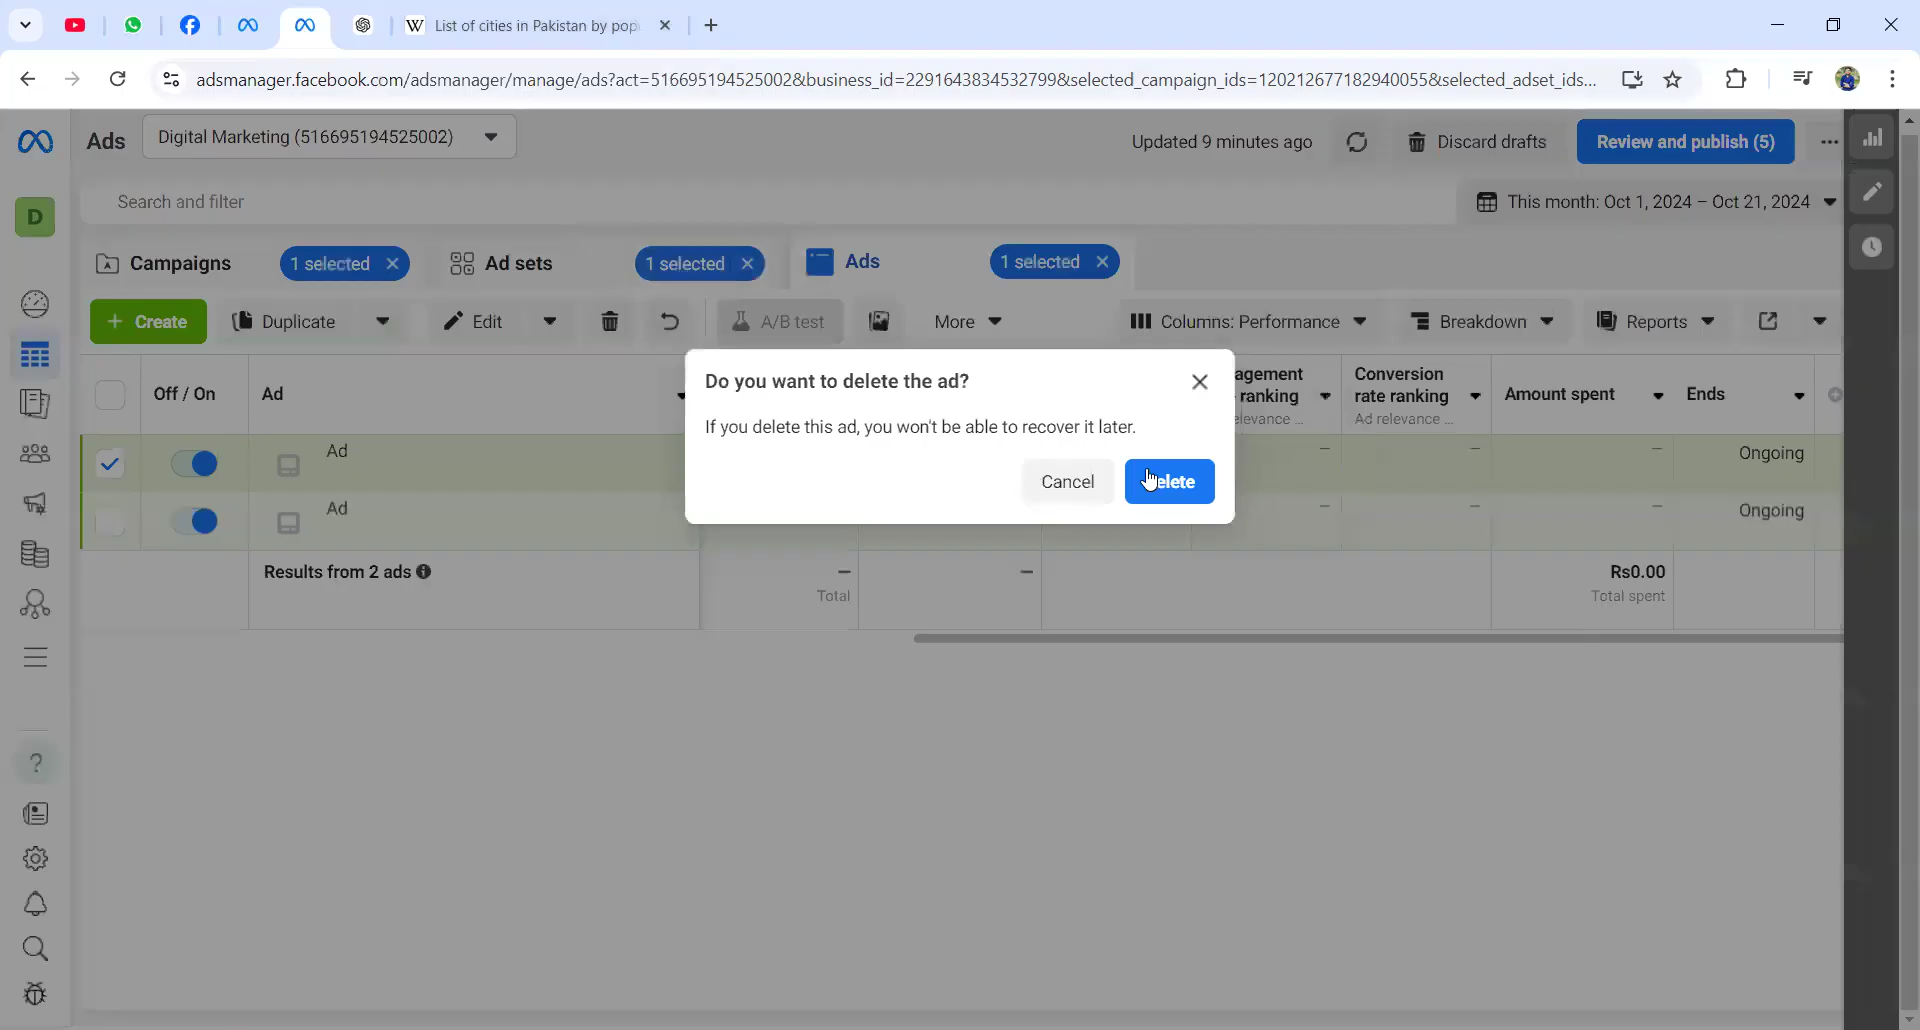 List of cities in Pakistan by pop
adsmanager.facebook.com/adsmanager/manage/ads?act=516695194525002&business_id=2291643834532799&selected_campaign_ids=120212677182940055&selected_adset_ids...
Ads
Digital Marketing (516695194525002)
Updated 9 minutes ago
Discard drafts
Review and publish (5)
D
Search and filter
This month: Oct 1, 2024 – Oct 21, 2024
Campaigns
1 selected
Ad sets
1 selected
Ads
1 selected
+ Create
Duplicate
Edit
A/B test
More
Columns: Performance
Breakdown
Reports
Do you want to delete the ad?
If you delete this ad, you won't be able to recover it later.
Cancel
elete
Off / On
Ad
agement
ranking
elevance ...
Conversion
rate ranking
Ad relevance ...
Amount spent
Ends
Ad
—
—
—
Ongoing
Ad
—
—
—
Ongoing
Results from 2 ads
—
Total
—
Rs0.00
Total spent